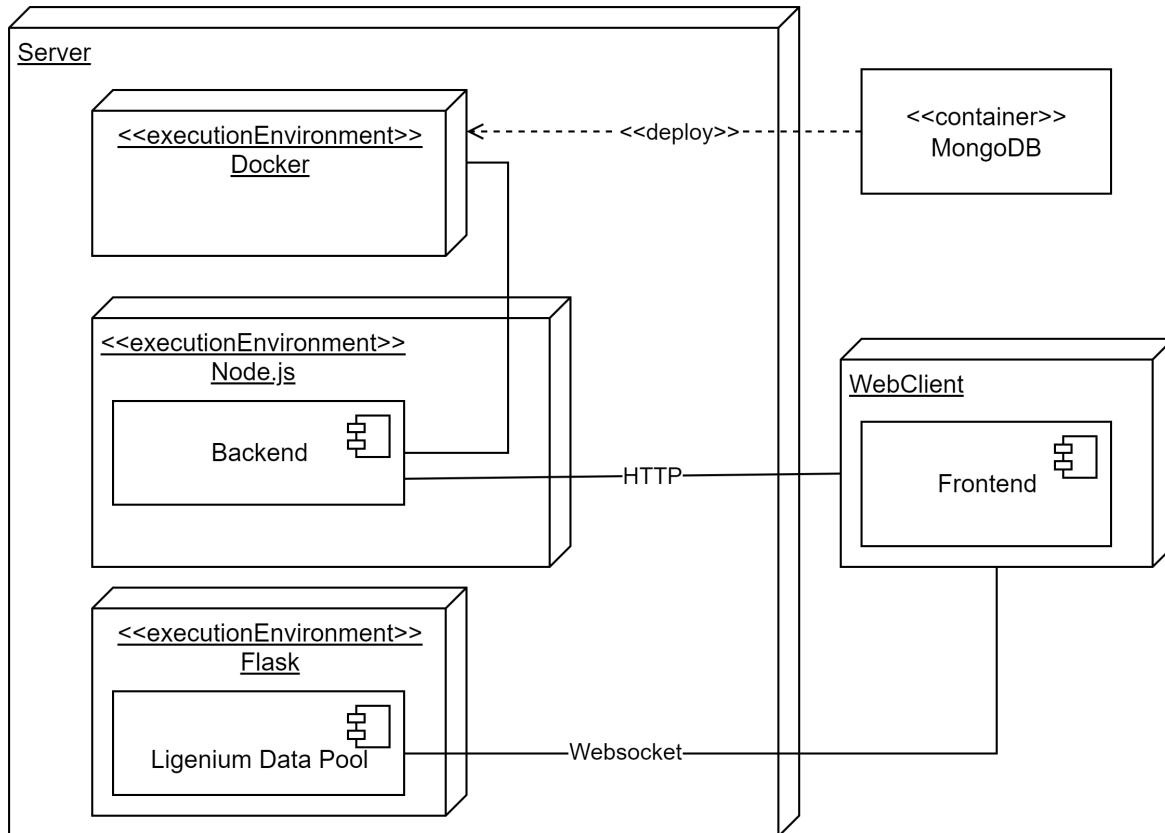 Server
<<executionEnvironment>>
Docker
<<deploy>>
<<container>>
MongoDB
<<executionEnvironment>>
Node.js
Backend
HTTP
WebClient
Frontend
<<executionEnvironment>>
Flask
Ligenium Data Pool
Websocket